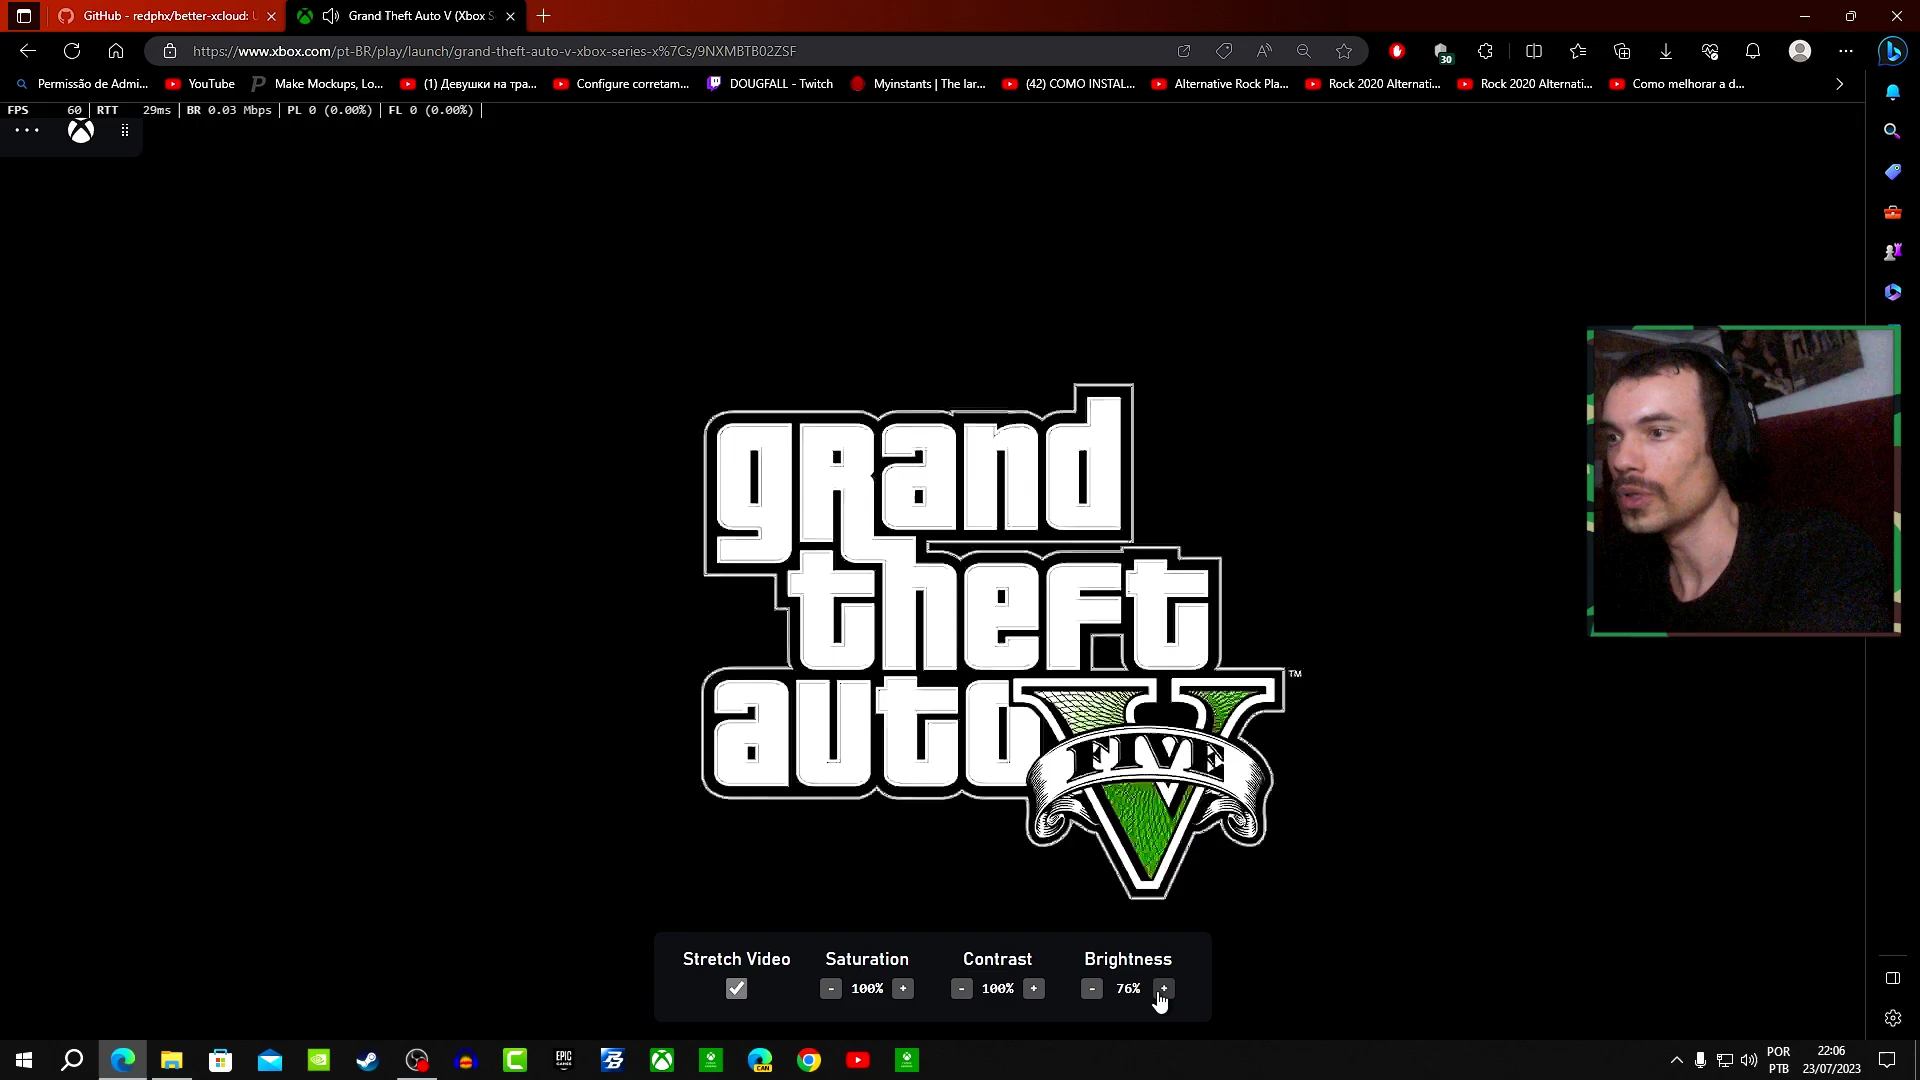 GitHub - redphx/better-xcloud: U
Grand Theft Auto V (Xbox S
https://www.xbox.com/pt-BR/play/launch/grand-theft-auto-v-xbox-series-x%7Cs/9NXMBTB02ZSF
30
Permissão de Admi...
YouTube
Make Mockups, Lo...
(1) Девушки на тра...
Configure corretam...
DOUGFALL - Twitch
Myinstants | The lar...
(42) COMO INSTAL...
Alternative Rock Pla...
Rock 2020 Alternati...
Rock 2020 Alternati...
Como melhorar a d...
FPS 60 | RTT 29ms | BR 0.03 Mbps | PL 0 (0.00%) | FL 0 (0.00%) |
grand
theft
auto V
FIVE
TM
Stretch Video Saturation Contrast Brightness
- 100% + - 100% + - 76% +
EPIC GAMES
CAN
POR
PTB
22:06
23/07/2023